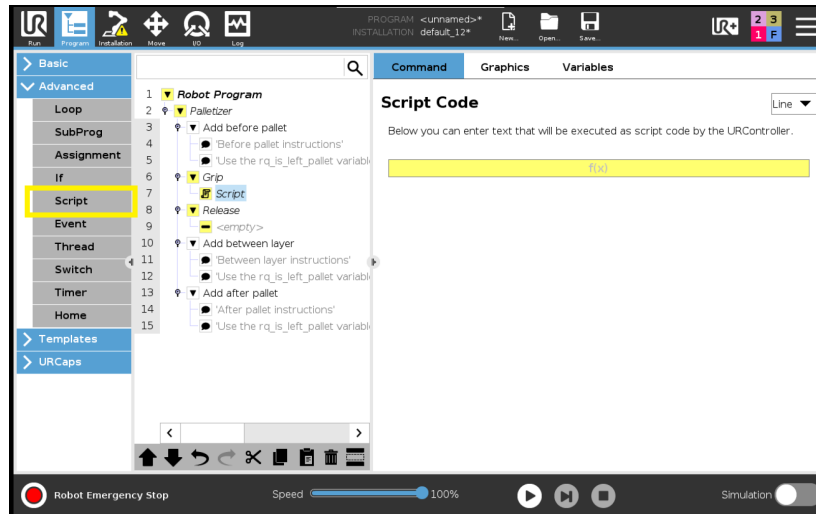 UR
Run
Program
Installation
Move
I/O
Log
PROGRAM <unnamed>*
INSTALLATION default_12*
New...
Open...
Save...
UR+
2 3
1 F
Basic
Advanced
Loop
SubProg
Assignment
If
Script
Event
Thread
Switch
Timer
Home
Templates
URCaps
1 Robot Program
2 Palletizer
3 Add before pallet
4 'Before pallet instructions'
5 'Use the rq_is_left_pallet variabl
6 Grip
7 Script
8 Release
9 <empty>
10 Add between layer
11 'Between layer instructions'
12 'Use the rq_is_left_pallet variabl
13 Add after pallet
14 'After pallet instructions'
15 'Use the rq_is_left_pallet variabl
Command Graphics Variables
Script Code
Line
Below you can enter text that will be executed as script code by the URController.
f(x)
Robot Emergency Stop
Speed 100%
Simulation